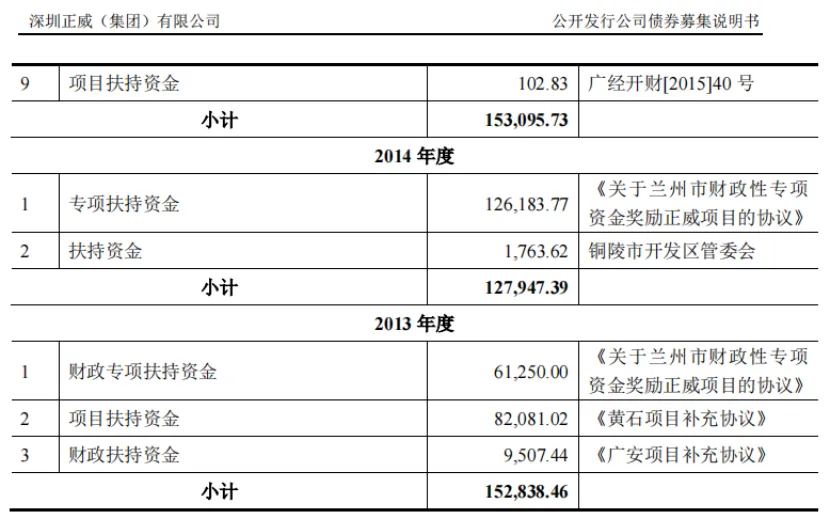 深圳正威（集团）有限公司 公开发行公司债券募集说明书
9 项目扶持资金 102.83 广经开财[2015]40 号
小计 153,095.73
2014 年度
1 专项扶持资金 126,183.77 《关于兰州市财政性专项
资金奖励正威项目的协议》
2 扶持资金 1,763.62 铜陵市开发区管委会
小计 127,947.39
2013 年度
1 财政专项扶持资金 61,250.00 《关于兰州市财政性专项
资金奖励正威项目的协议》
2 项目扶持资金 82,081.02 《黄石项目补充协议》
3 财政扶持资金 9,507.44 《广安项目补充协议》
小计 152,838.46